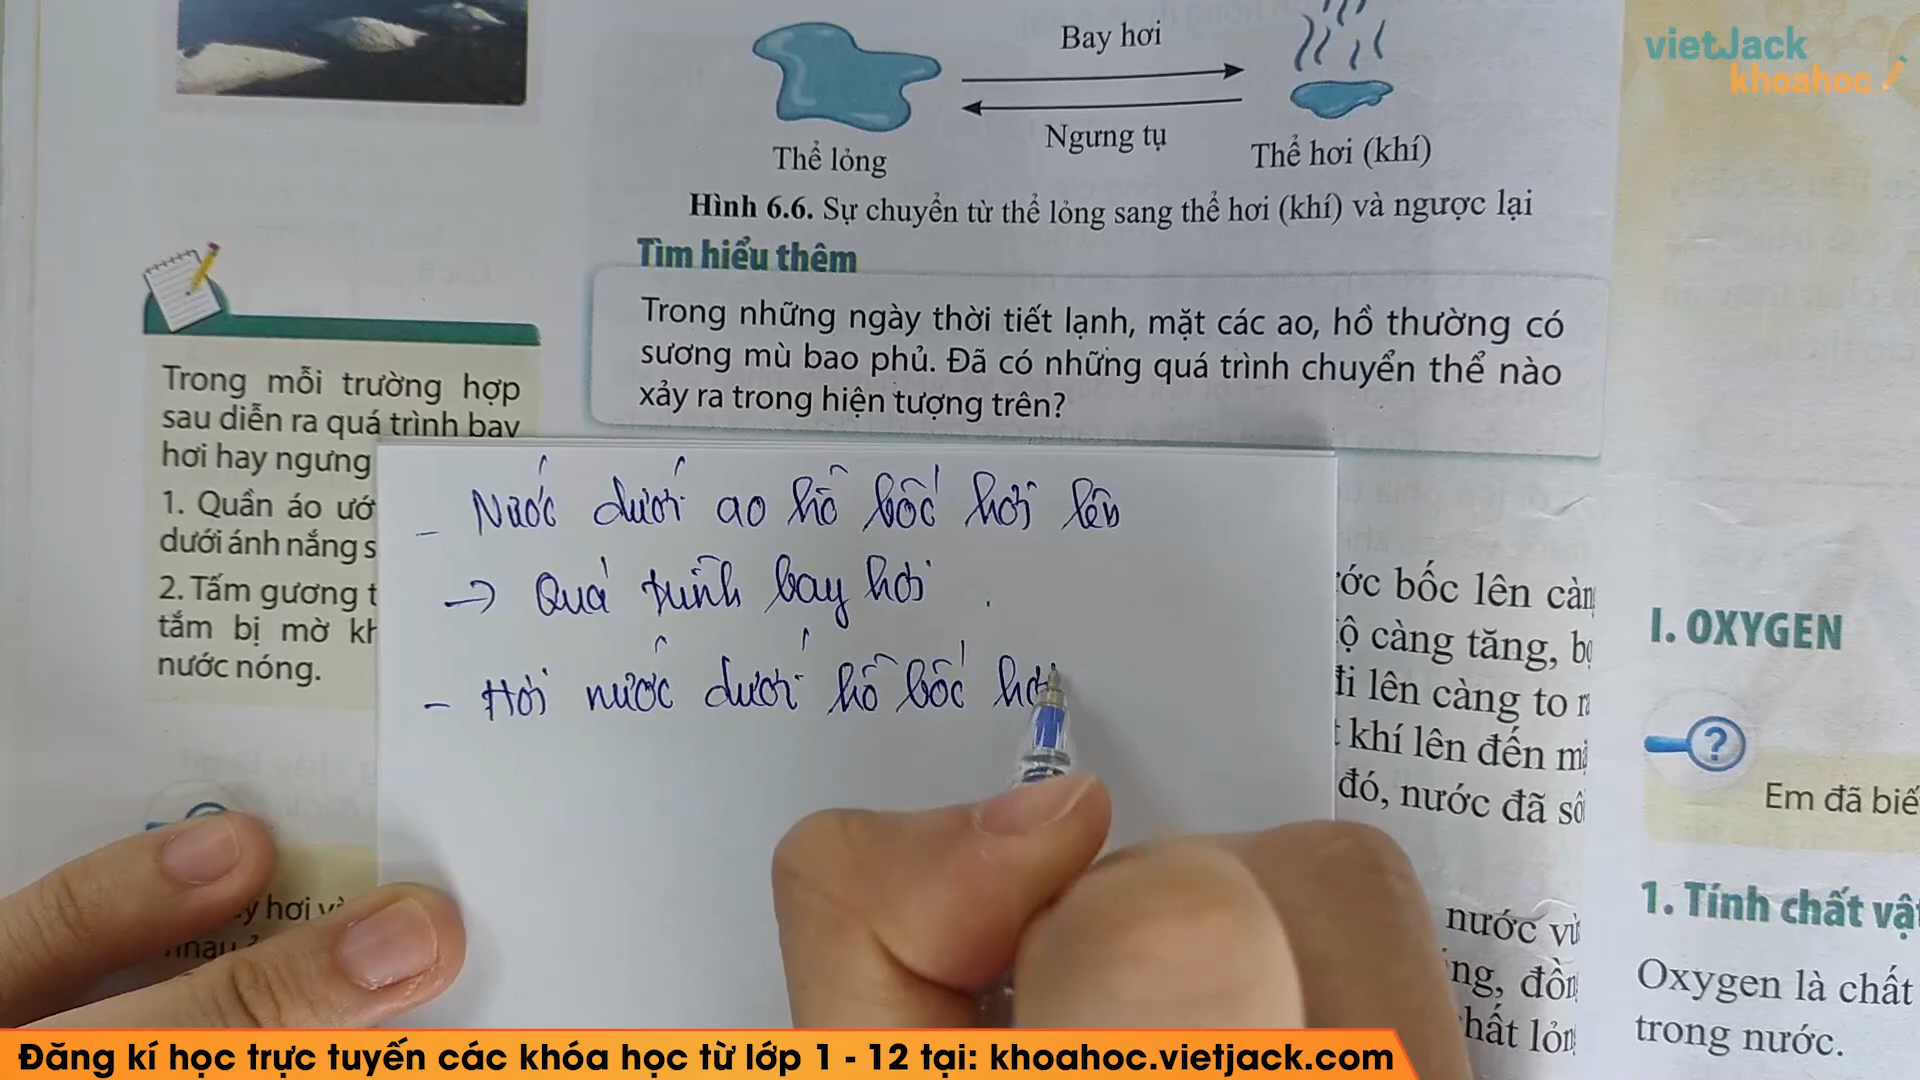 Bay hơi
Ngưng tụ
Thể lỏng
Thể hơi (khí)
Hình 6.6. Sự chuyển từ thể lỏng sang thể hơi (khí) và ngược lại
Tìm hiểu thêm
Trong những ngày thời tiết lạnh, mặt các ao, hồ thường có
sương mù bao phủ. Đã có những quá trình chuyển thể nào
xảy ra trong hiện tượng trên?
Trong mỗi trường hợp
sau diễn ra quá trình bay
hơi hay ngưng
1. Quần áo ướ
dưới ánh nắng
2. Tấm gương
tắm bị mờ kh
nước nóng.
- Nước dưới ao hồ bốc hơi lên
→ Quá trình bay hơi.
- Hơi nước dưới hồ bốc hơi
y hơi
ớc bốc lên càng
ộ càng tăng,
đi lên càng to
khí lên đến
đó, nước đã
nước
ng,
hất
I. OXYGEN
?
Em đã
1. Tính chất
Oxygen là chất
trong nước.
vietJack
khoahoc
Đăng kí học trực tuyến các khóa học từ lớp 1 - 12 tại: khoahoc.vietjack.com